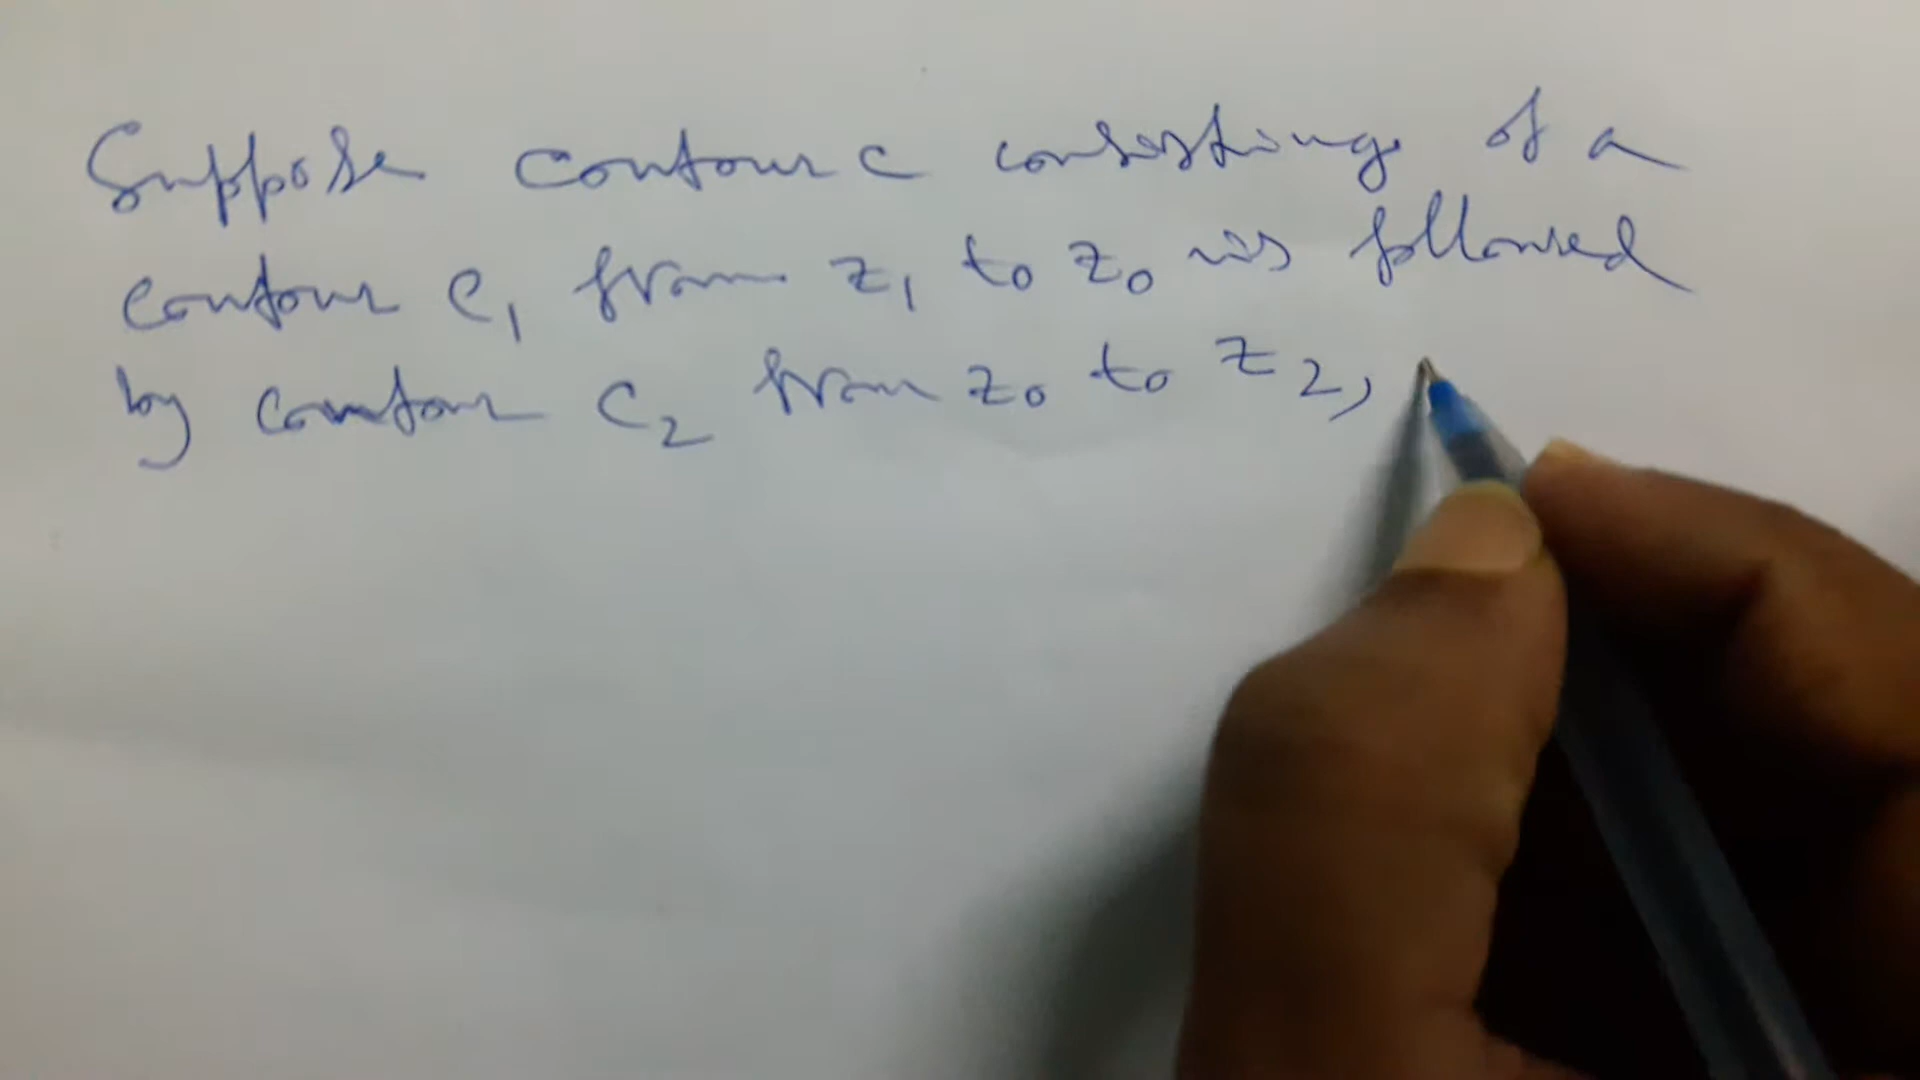 Suppose contour c consisting of a
contour c1 from z1 to z0 is followed
by contour c2 from z0 to z2,